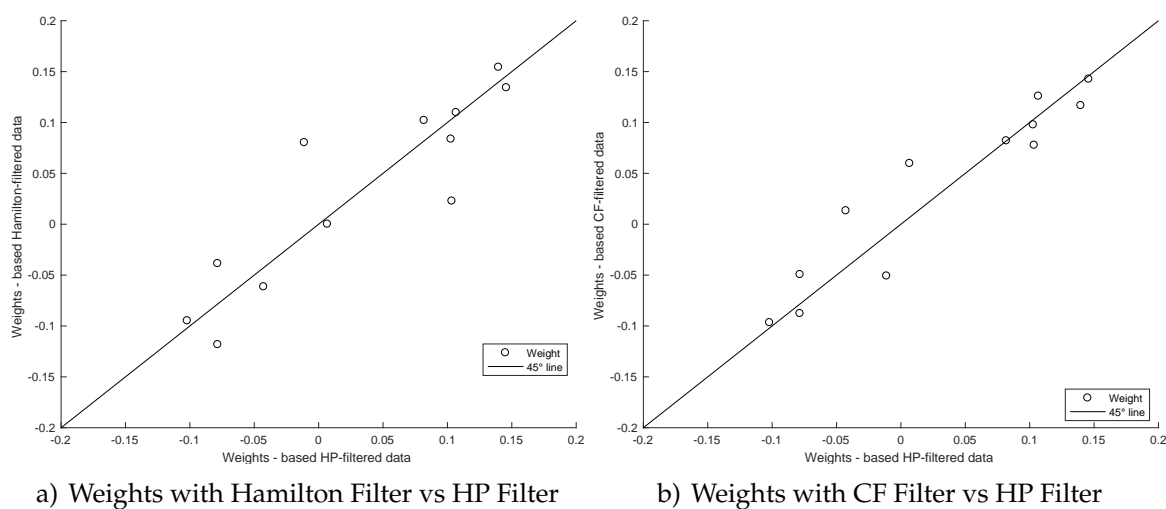 0.2
0.15
0.1
0.05
0
-0.05
-0.1
-0.15
-0.2
Weights - based Hamilton-filtered data
-0.2 -0.15 -0.1 -0.05 0 0.05 0.1 0.15 0.2
Weights - based HP-filtered data
Weight
45° line
a) Weights with Hamilton Filter vs HP Filter
0.2
0.15
0.1
0.05
0
-0.05
-0.1
-0.15
-0.2
Weights - based CF-filtered data
-0.2 -0.15 -0.1 -0.05 0 0.05 0.1 0.15 0.2
Weights - based HP-filtered data
Weight
45° line
b) Weights with CF Filter vs HP Filter